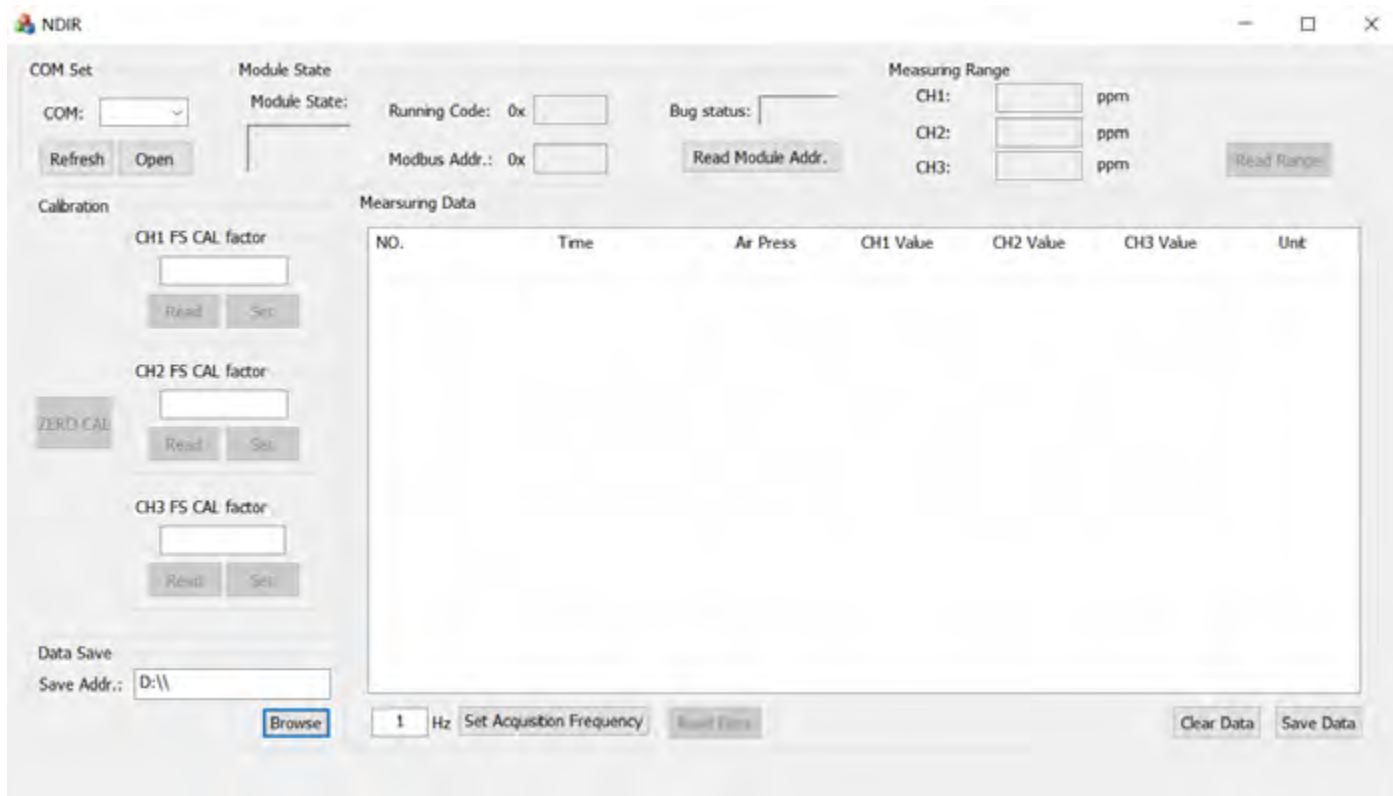 NDIR
COM Set
Module State
Measuring Range
COM:
Module State:
Running Code: 0x
Bug status:
CH1: ppm
CH2: ppm
CH3: ppm
Refresh
Open
Modbus Addr.: 0x
Read Module Addr.
Read Range
Calibration
Mearsuring Data
CH1 FS CAL factor
Read
Set
CH2 FS CAL factor
ZERO CAL
Read
Set
CH3 FS CAL factor
Read
Set
NO. Time Air Press CH1 Value CH2 Value CH3 Value Unit
Data Save
Save Addr.: D:\\
Browse
1 Hz
Set Acquisition Frequency
Read
Clear Data
Save Data